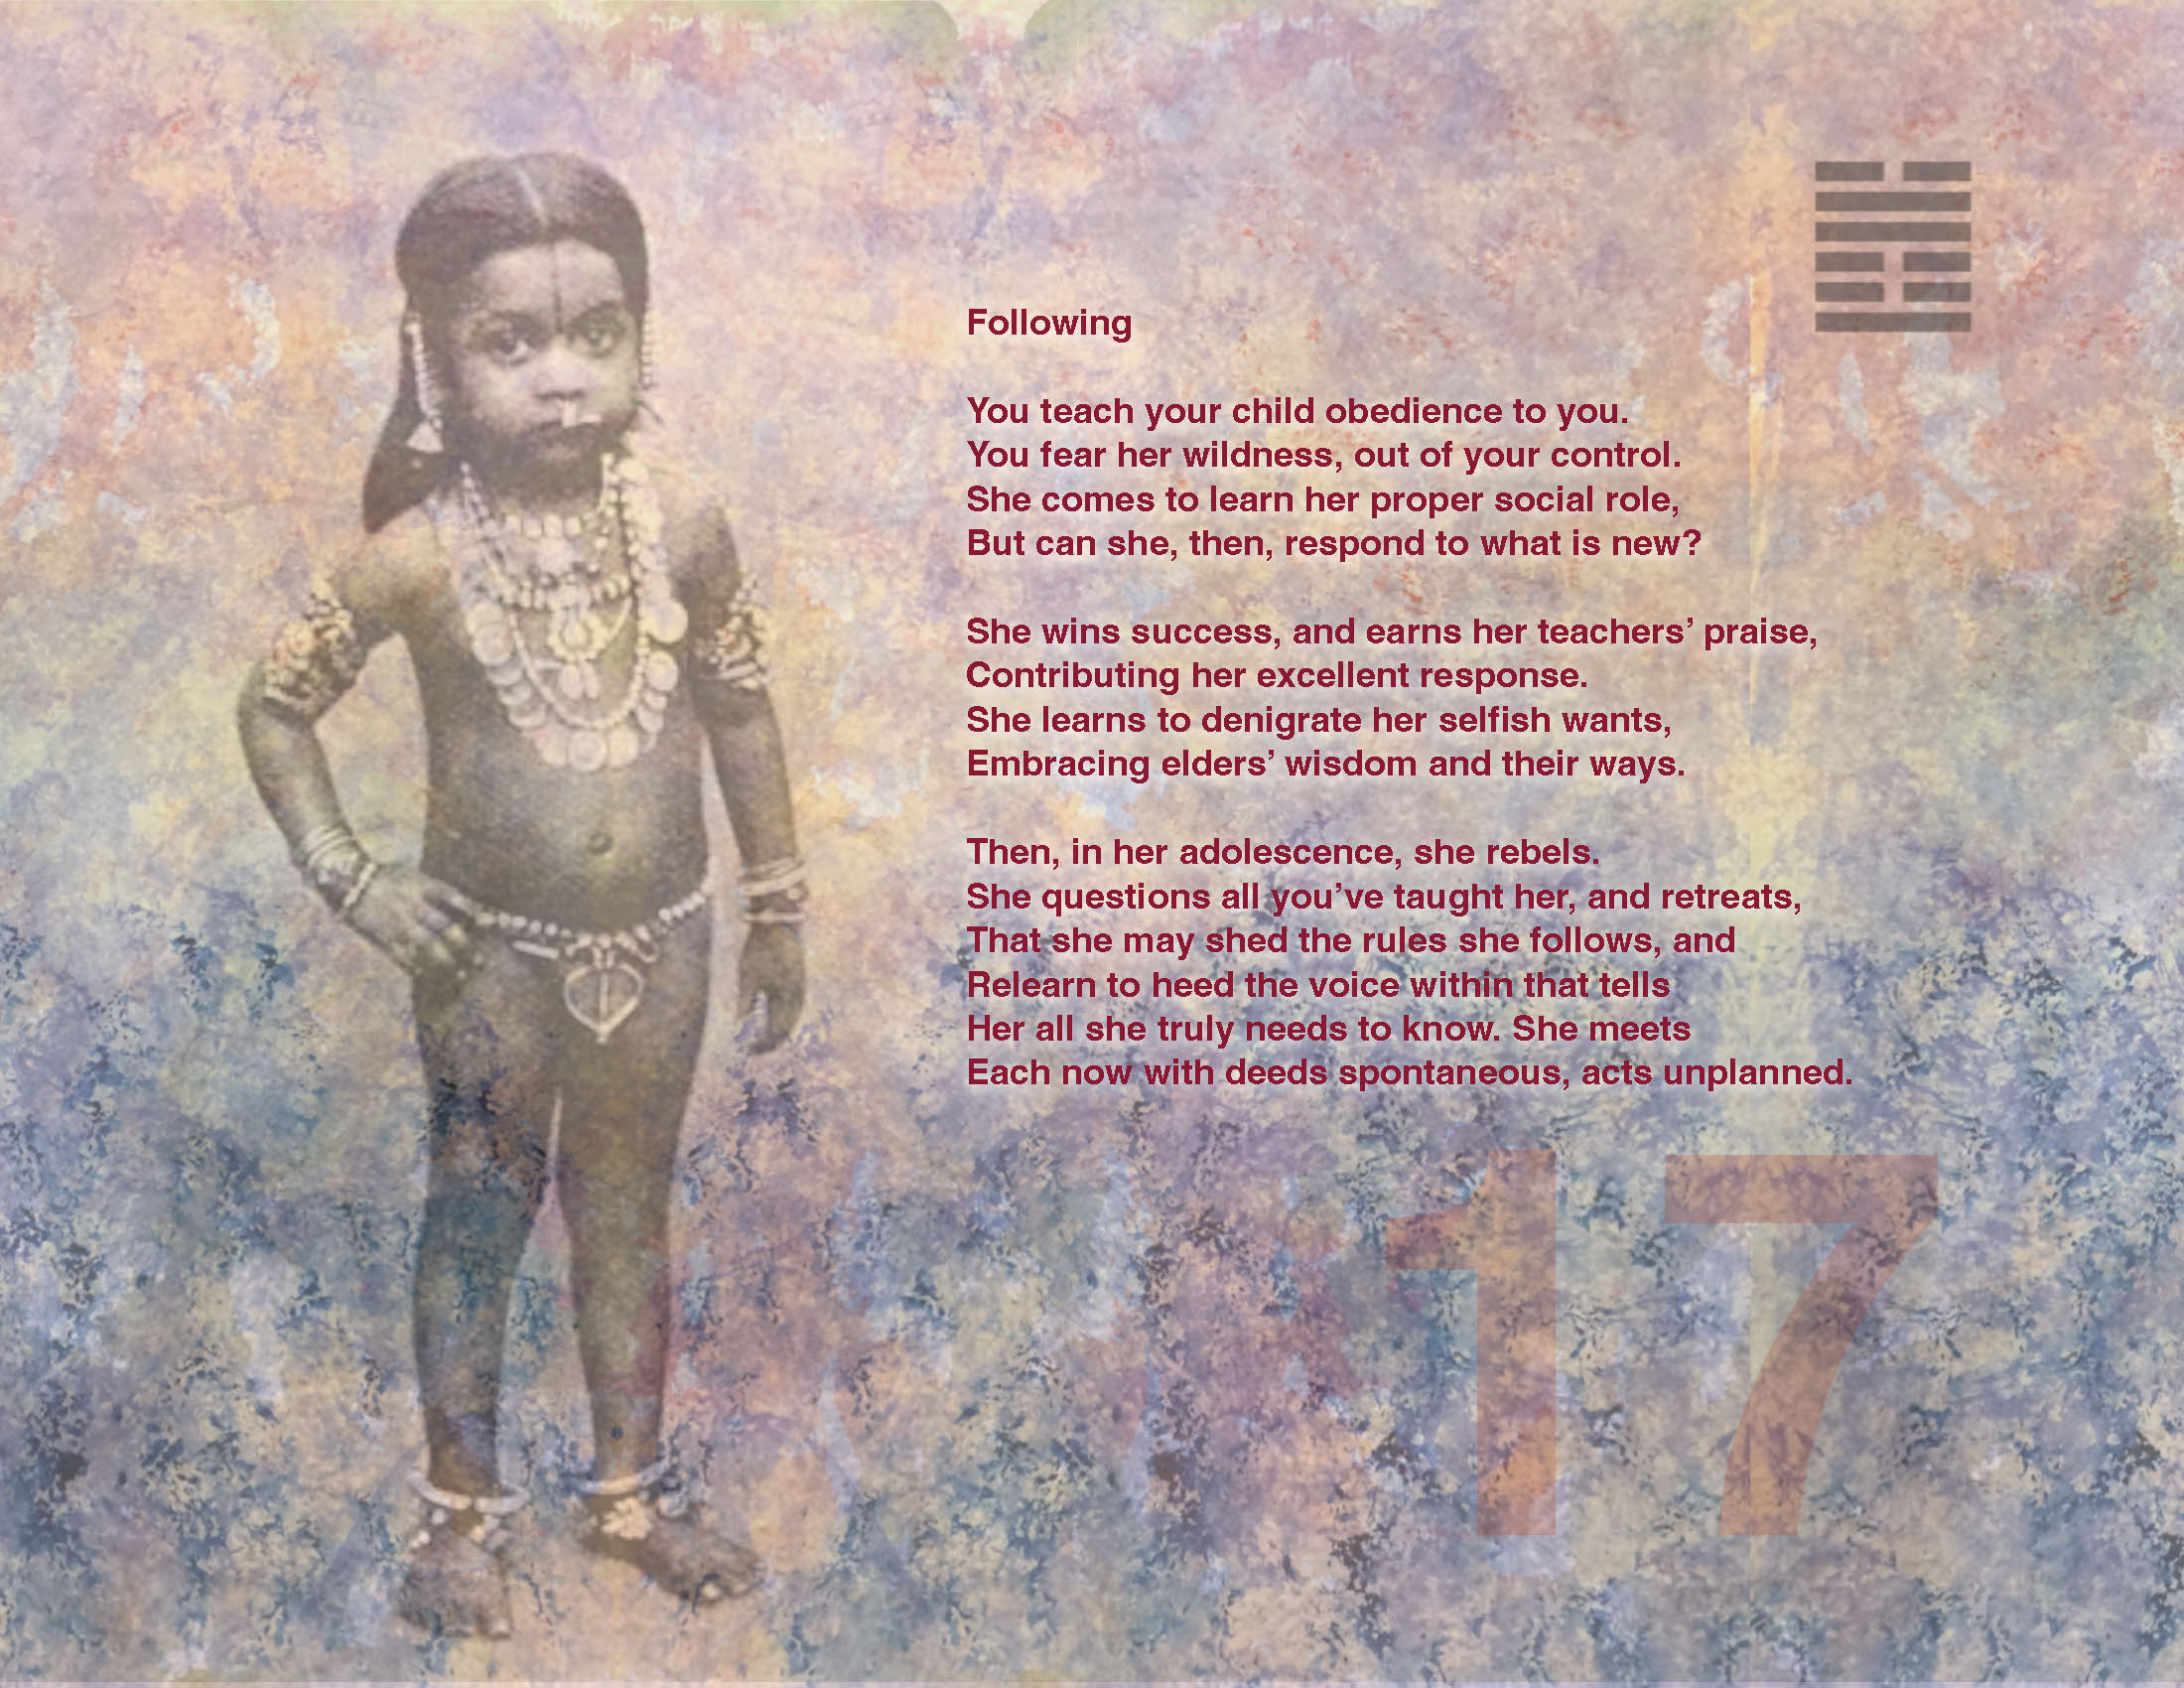 Following
You teach your child obedience to you.
You fear her wildness, out of your control.
She comes to learn her proper social role,
But can she, then, respond to what is new?
She wins success, and earns her teachers’ praise,
Contributing her excellent response.
She learns to denigrate her selfish wants,
Embracing elders’ wisdom and their ways.
Then, in her adolescence, she rebels.
She questions all you’ve taught her, and retreats,
That she may shed the rules she follows, and
Relearn to heed the voice within that tells
Her all she truly needs to know. She meets
Each now with deeds spontaneous, acts unplanned.
17